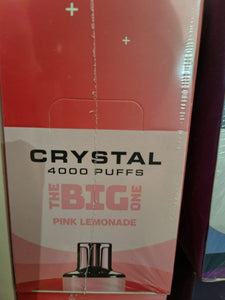 CRYSTAL
4000 PUFFS
THE BIG ONE
PINK LEMONADE